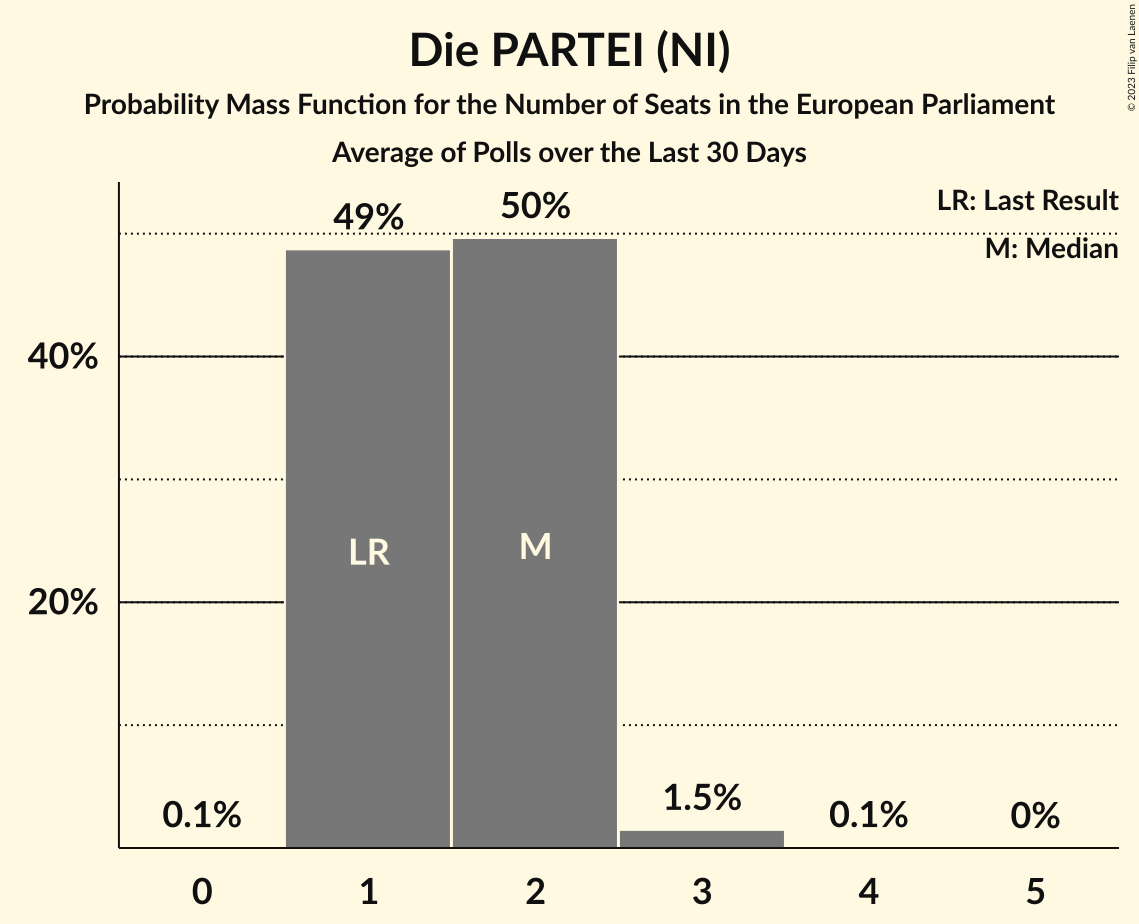 Die PARTEI (NI)
Probability Mass Function for the Number of Seats in the European Parliament
Average of Polls over the Last 30 Days
© 2023 Filip van Laenen
LR: Last Result
M: Median
49%
50%
40%
20%
LR
M
0.1%
1.5%
0.1%
0%
0
1
2
3
4
5